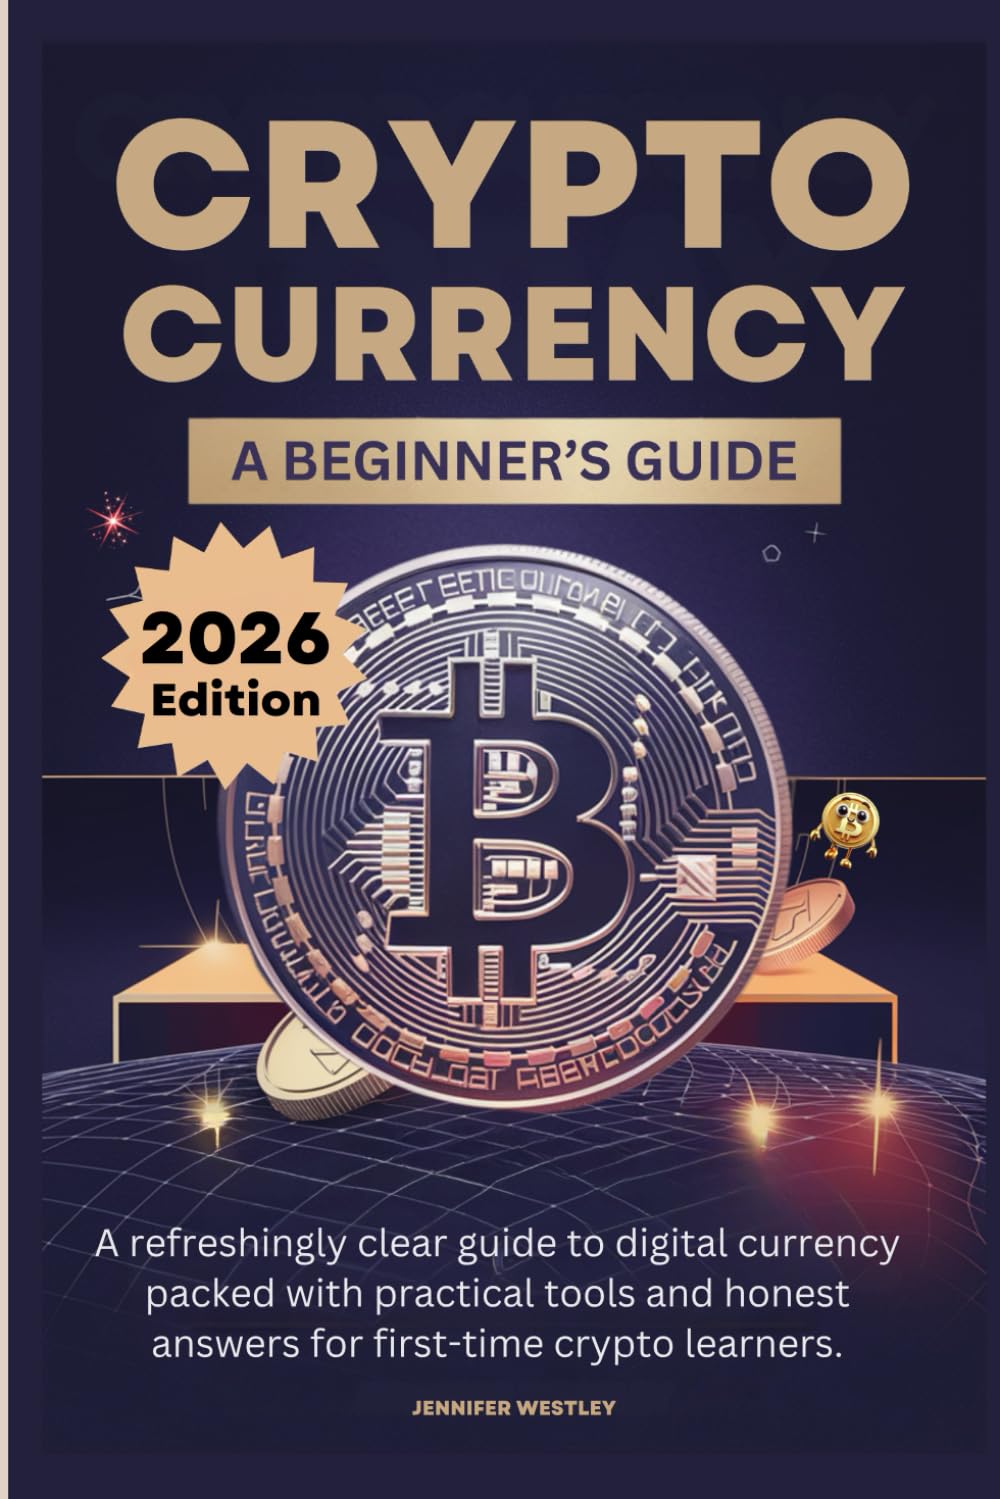 CRYPTO
CURRENCY
A BEGINNER’S GUIDE
2026
Edition
A refreshingly clear guide to digital currency
packed with practical tools and honest
answers for first-time crypto learners.
JENNIFER WESTLEY